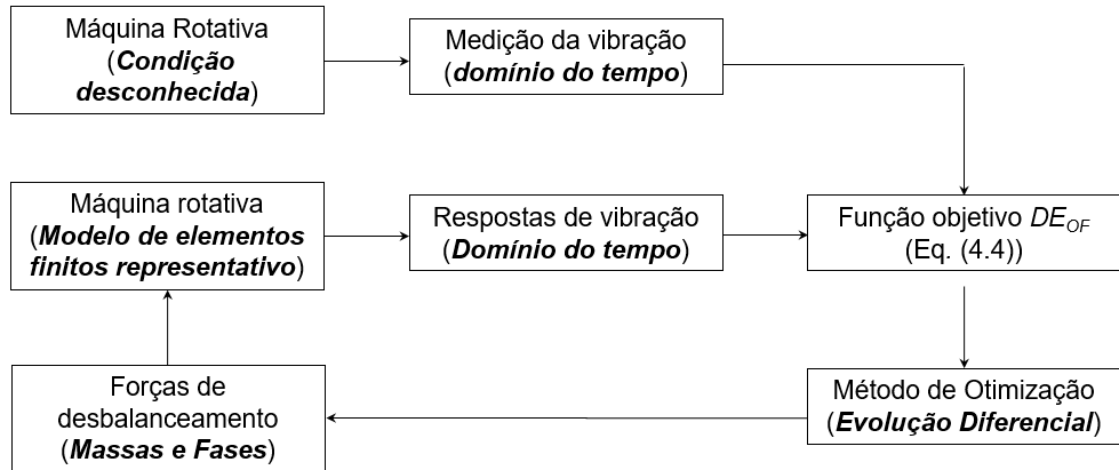 Máquina Rotativa
(Condição
desconhecida)
Medição da vibração
(domínio do tempo)
Máquina rotativa
(Modelo de elementos
finitos representativo)
Respostas de vibração
(Domínio do tempo)
Função objetivo DE_OF
(Eq. (4.4))
Forças de
desbalanceamento
(Massas e Fases)
Método de Otimização
(Evolução Diferencial)